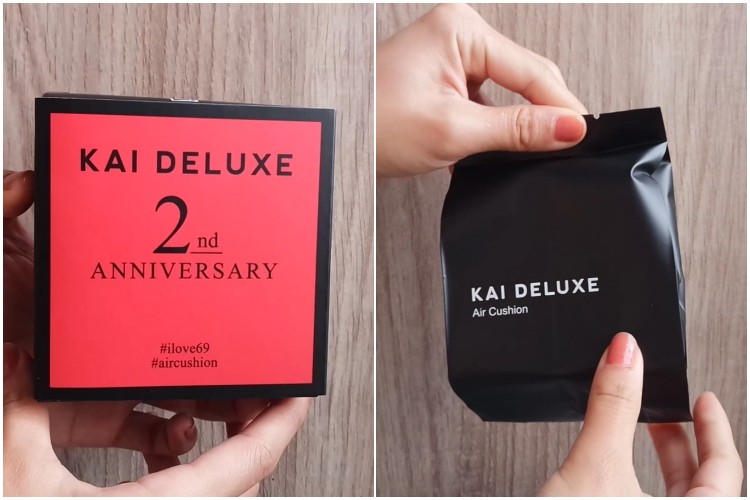 KAI DELUXE
2nd
ANNIVERSARY
#ilove69
#aircushion
KAI DELUXE
Air Cushion